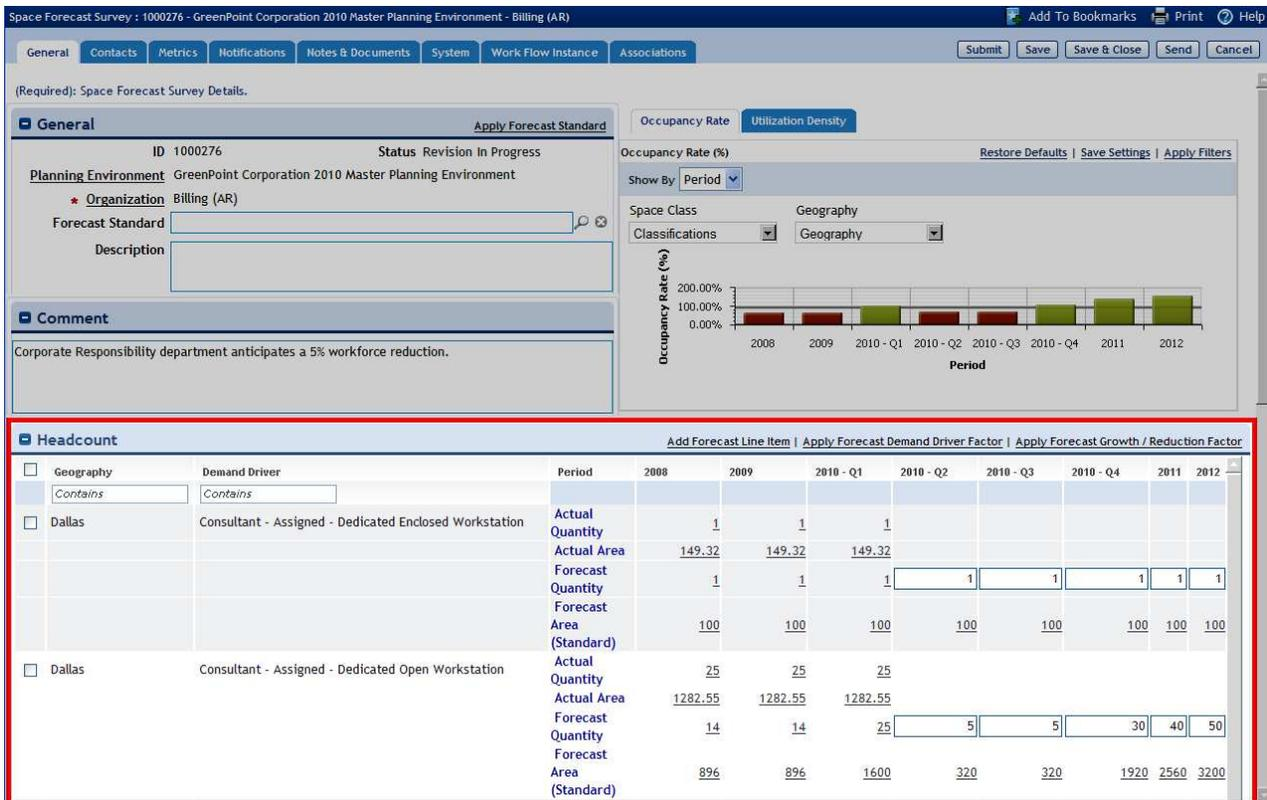 Space Forecast Survey : 1000276 - GreenPoint Corporation 2010 Master Planning Environment - Billing (AR) Add To Bookmarks Print Help
General Contacts Metrics Notifications Notes & Documents System Work Flow Instance Associations Submit Save Save & Close Send Cancel
(Required): Space Forecast Survey Details.
General Apply Forecast Standard
ID 1000276 Status Revision In Progress
Planning Environment GreenPoint Corporation 2010 Master Planning Environment
* Organization Billing (AR)
Forecast Standard
Description
Comment
Corporate Responsibility department anticipates a 5% workforce reduction.
Occupancy Rate Utilization Density
Occupancy Rate (%) Restore Defaults | Save Settings | Apply Filters
Show By Period
Space Class Geography
Classifications Geography
Occupancy Rate (%)
200.00%
100.00%
0.00%
2008 2009 2010 - Q1 2010 - Q2 2010 - Q3 2010 - Q4 2011 2012
Period
Headcount Add Forecast Line Item | Apply Forecast Demand Driver Factor | Apply Forecast Growth / Reduction Factor
Geography Demand Driver Period 2008 2009 2010 - Q1 2010 - Q2 2010 - Q3 2010 - Q4 2011 2012
Contains Contains
Dallas Consultant - Assigned - Dedicated Enclosed Workstation Actual
Quantity 1 1 1
Actual Area 149.32 149.32 149.32
Forecast
Quantity 1 1 1 1 1 1 1 1
Forecast
Area 100 100 100 100 100 100 100 100
(Standard)
Dallas Consultant - Assigned - Dedicated Open Workstation Actual
Quantity 25 25 25
Actual Area 1282.55 1282.55 1282.55
Forecast
Quantity 14 14 25 5 5 30 40 50
Forecast
Area 896 896 1600 320 320 1920 2560 3200
(Standard)